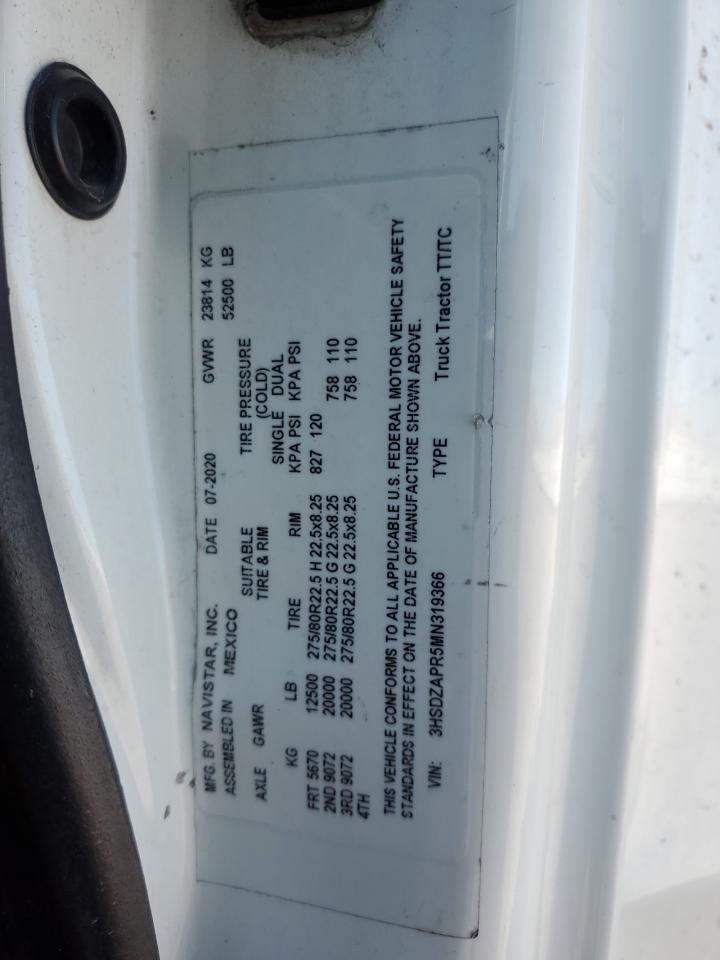 MFG. BY NAVISTAR, INC. DATE 07-2020 GVWR 23814 KG
ASSEMBLED IN MEXICO 52500 LB
SUITABLE TIRE PRESSURE
AXLE GAWR TIRE & RIM (COLD)
SINGLE DUAL
KG LB TIRE RIM KPA PSI KPA PSI
FRT 5670 12500 275/80R22.5 H 22.5x8.25 827 120
2ND 9072 20000 275/80R22.5 G 22.5x8.25 758 110
3RD 9072 20000 275/80R22.5 G 22.5x8.25 758 110
4TH
THIS VEHICLE CONFORMS TO ALL APPLICABLE U.S. FEDERAL MOTOR VEHICLE SAFETY
STANDARDS IN EFFECT ON THE DATE OF MANUFACTURE SHOWN ABOVE.
VIN: 3HSDZAPR5MN319366 TYPE Truck Tractor TT/TC